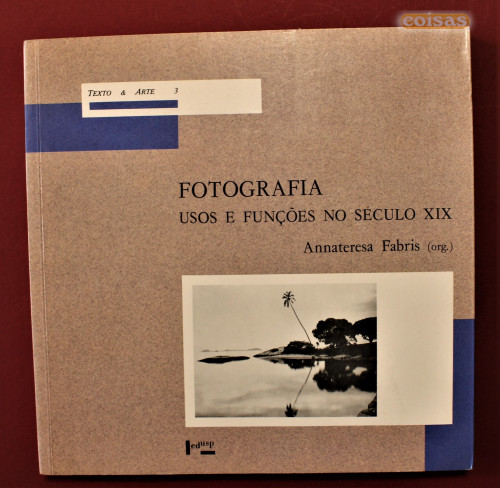 coisas
TEXTO & ARTE 3
FOTOGRAFIA
USOS E FUNÇÕES NO SÉCULO XIX
Annateresa Fabris (org.)
edusp